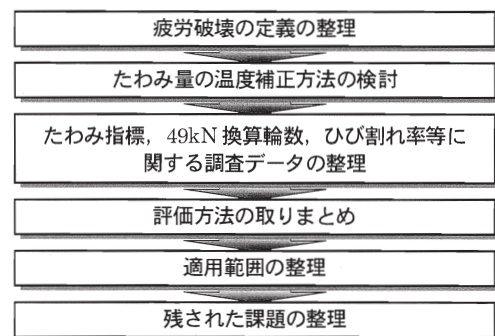 疲労破壊の定義の整理
たわみ量の温度補正方法の検討
たわみ指標，49kN 換算輪数，ひび割れ率等に
関する調査データの整理
評価方法の取りまとめ
適用範囲の整理
残された課題の整理